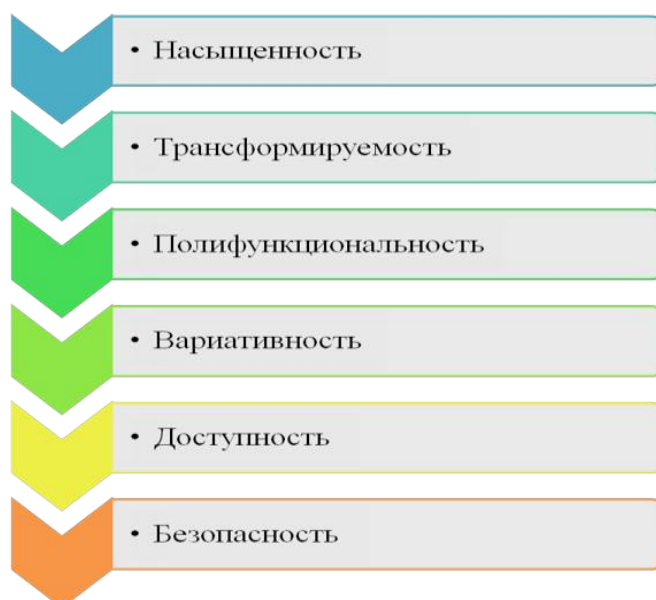 • Насыщенность
• Трансформируемость
• Полифункциональность
• Вариативность
• Доступность
• Безопасность